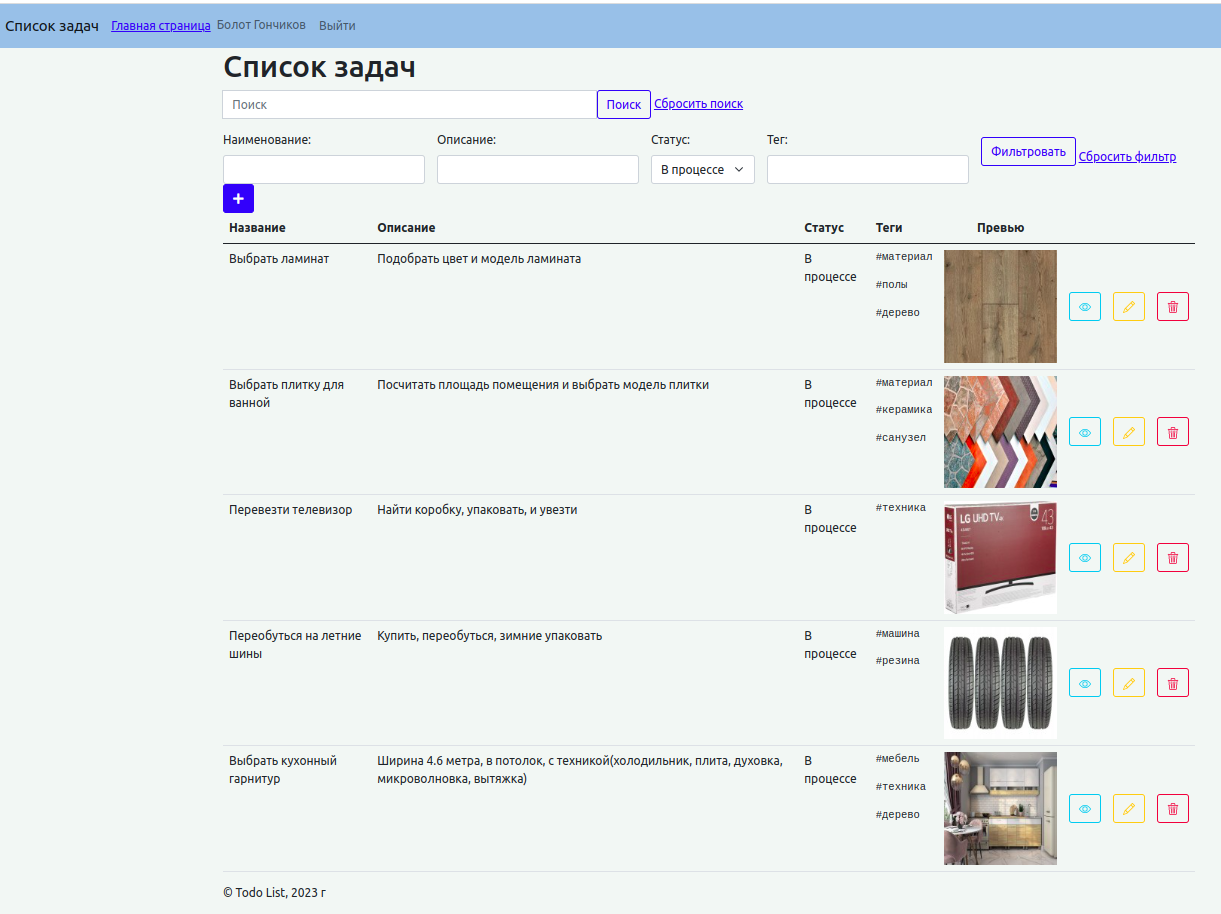 Список задач Главная страница Болот Гончиков Выйти
Список задач
Поиск Поиск Сбросить поиск
Наименование: Описание: Статус: Тег:
В процессе Фильтровать Сбросить фильтр
+
Название Описание Статус Теги Превью
Выбрать ламинат Подобрать цвет и модель ламината В #материал
процессе
#полы
#дерево
Выбрать плитку для Посчитать площадь помещения и выбрать модель плитки В #материал
ванной процессе
#керамика
#санузел
Перевезти телевизор Найти коробку, упаковать, и увезти В #техника
процессе
LG UHD TV 43
Переобуться на летние Купить, переобуться, зимние упаковать В #машина
шины процессе
#резина
Выбрать кухонный Ширина 4.6 метра, в потолок, с техникой(холодильник, плита, духовка, В #мебель
гарнитур микроволновка, вытяжка) процессе
#техника
#дерево
© Todo List, 2023 г